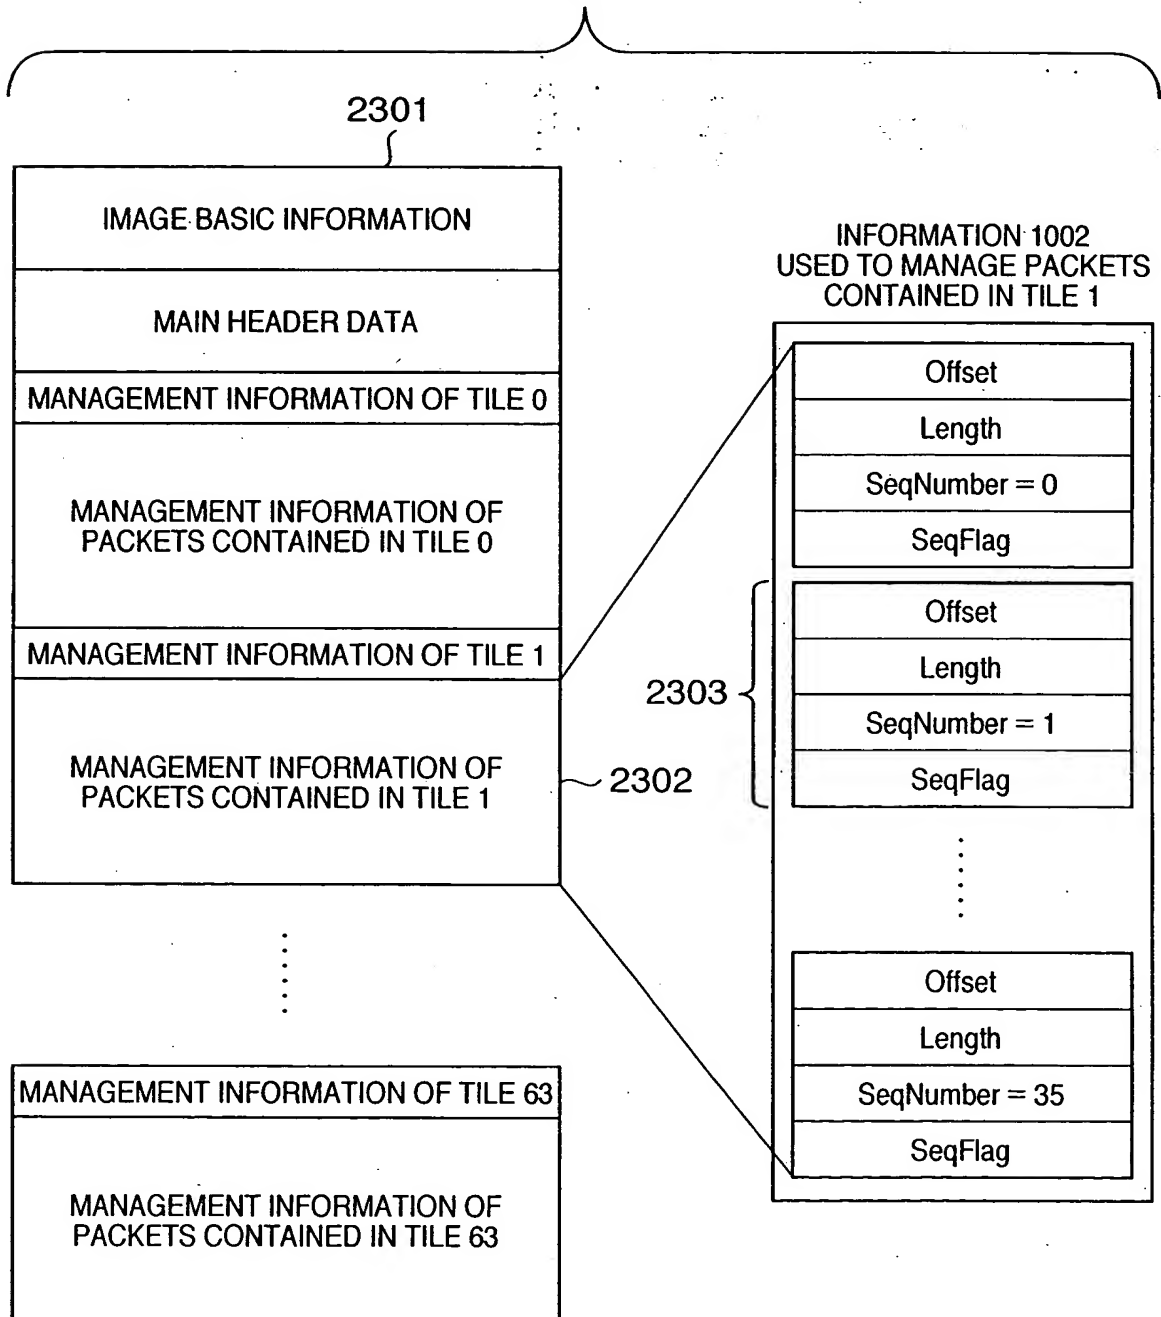 2301
IMAGE BASIC INFORMATION
MAIN HEADER DATA
MANAGEMENT INFORMATION OF TILE 0
MANAGEMENT INFORMATION OF
PACKETS CONTAINED IN TILE 0
MANAGEMENT INFORMATION OF TILE 1
MANAGEMENT INFORMATION OF
PACKETS CONTAINED IN TILE 1
2302
MANAGEMENT INFORMATION OF TILE 63
MANAGEMENT INFORMATION OF
PACKETS CONTAINED IN TILE 63
INFORMATION 1002
USED TO MANAGE PACKETS
CONTAINED IN TILE 1
Offset
Length
SeqNumber = 0
SeqFlag
2303
Offset
Length
SeqNumber = 1
SeqFlag
Offset
Length
SeqNumber = 35
SeqFlag